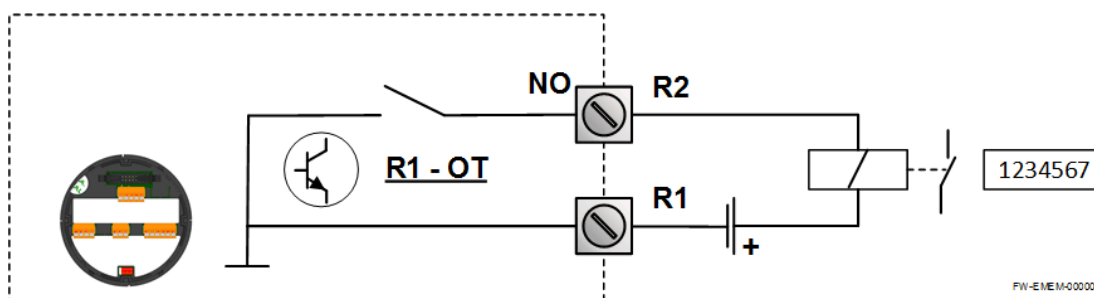 NO R2
R1 - OT
1234567
R1
+
FW-EMEM-00000